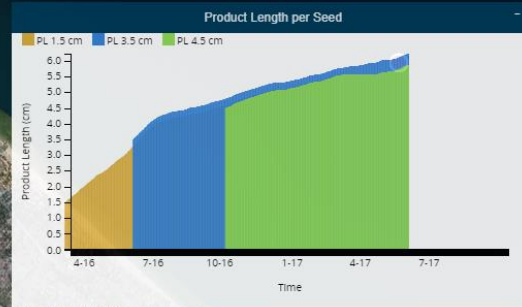 Product Length per Seed
PL 1.5 cm PL 3.5 cm PL 4.5 cm
Product Length (cm)
6.0
5.5
5.0
4.5
4.0
3.5
3.0
2.5
2.0
1.5
1.0
0.5
0.0
4-16 7-16 10-16 1-17 4-17 7-17
Time